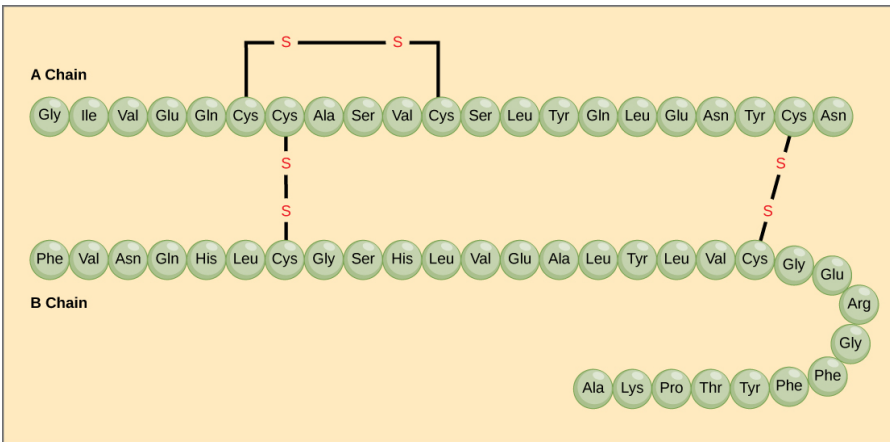 S S
A Chain
Gly Ile Val Glu Gln Cys Cys Ala Ser Val Cys Ser Leu Tyr Gln Leu Glu Asn Tyr Cys Asn
S S
S S
Phe Val Asn Gln His Leu Cys Gly Ser His Leu Val Glu Ala Leu Tyr Leu Val Cys Gly Glu
B Chain
Arg
Gly
Ala Lys Pro Thr Tyr Phe Phe